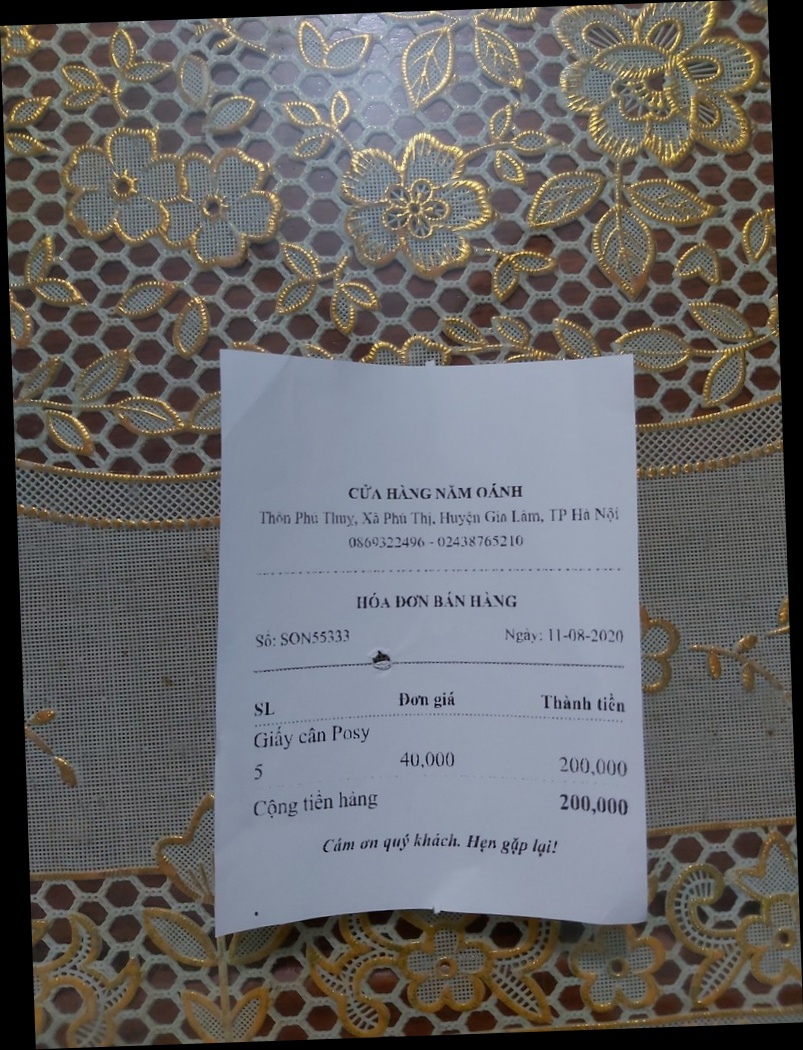 CỬA HÀNG NĂM OÁNH
Thôn Phú Thuỵ, Xã Phú Thị, Huyện Gia Lâm, TP Hà Nội
0869322496 - 02438765210
HÓA ĐƠN BÁN HÀNG
Số: SON55333 Ngày: 11-08-2020
SL Đơn giá Thành tiền
Giấy cân Posy
5 40,000 200,000
Cộng tiền hàng 200,000
Cám ơn quý khách. Hẹn gặp lại!